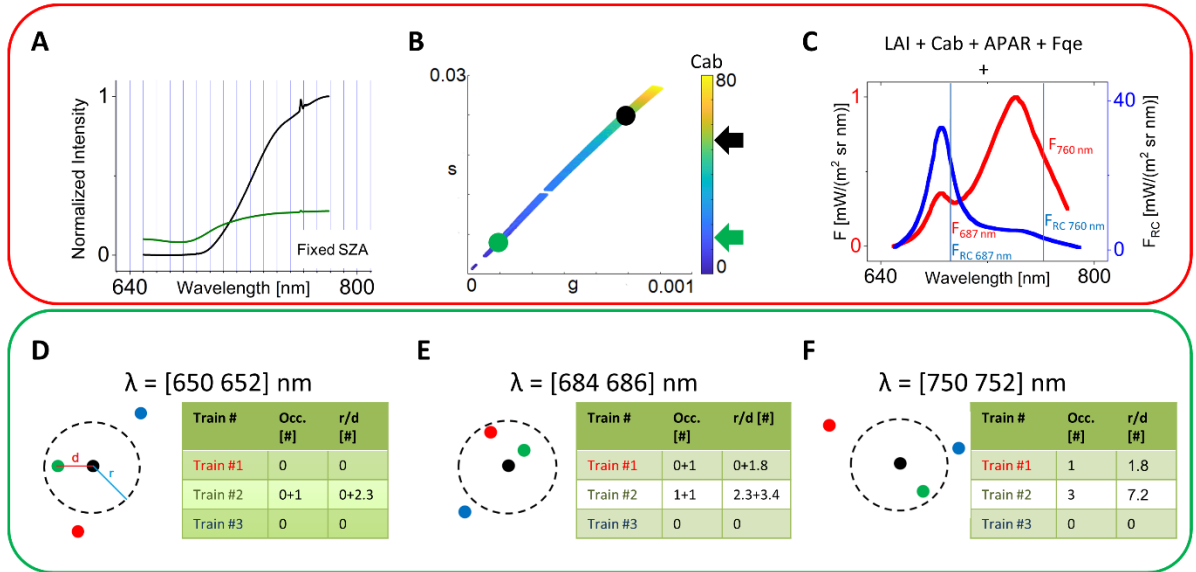 A
Normalized Intensity
1
0
Fixed SZA
640
Wavelength [nm]
800
B
0.03
s
0
g
0.001
Cab
80
0
C
LAI + Cab + APAR + Fqe
+
1
0
F [mW/(m² sr nm)]
40
0
F_RC [mW/(m² sr nm)]
F_760 nm
F_RC 760 nm
F_687 nm
F_RC 687 nm
640
Wavelength [nm]
800
D
λ = [650 652] nm
d
r
Train # Occ. [#] r/d [#]
Train #1 0 0
Train #2 0+1 0+2.3
Train #3 0 0
E
λ = [684 686] nm
Train # Occ. [#] r/d [#]
Train #1 0+1 0+1.8
Train #2 1+1 2.3+3.4
Train #3 0 0
F
λ = [750 752] nm
Train # Occ. [#] r/d [#]
Train #1 1 1.8
Train #2 3 7.2
Train #3 0 0